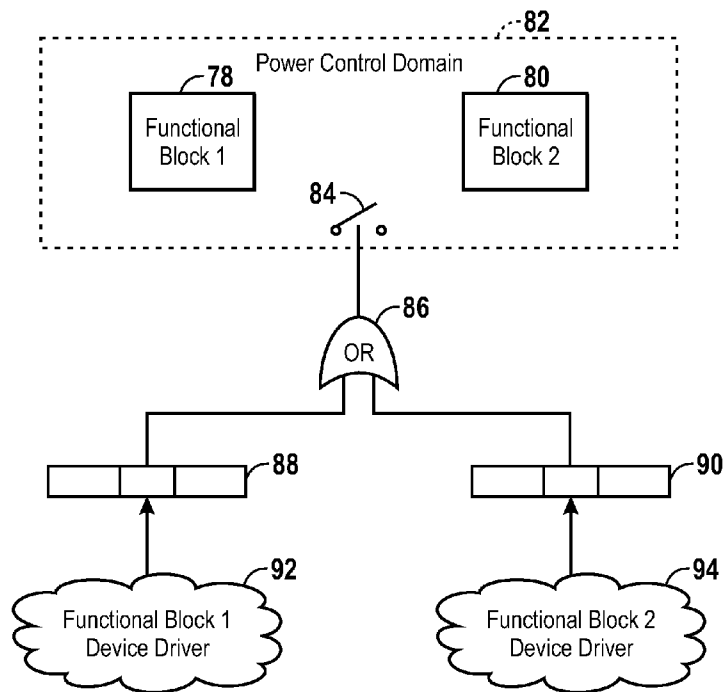 82
Power Control Domain
78
80
Functional
Block 1
Functional
Block 2
84
86
OR
88
90
92
94
Functional Block 1
Device Driver
Functional Block 2
Device Driver